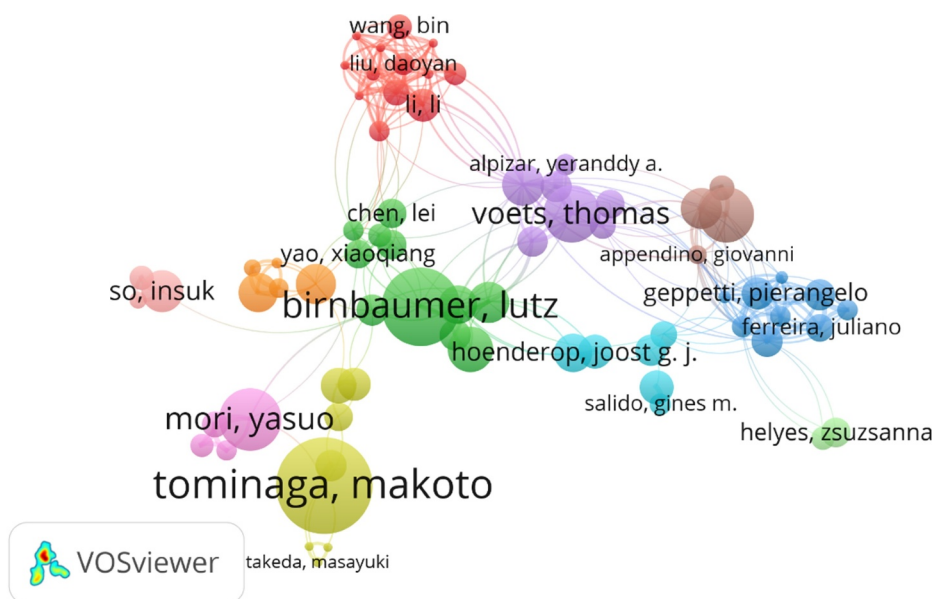 wang, bin
liu, daoyan
li, li
alpizar, yeranddy a.
chen, lei
voets, thomas
yao, xiaoqiang
appendino, giovanni
so, insuk
birnbaumer, lutz
geppetti, pierangelo
ferreira, juliano
hoenderop, joost g. j.
salido, gines m.
mori, yasuo
helyes, zsuzsanna
tominaga, makoto
takeda, masayuki
VOSviewer